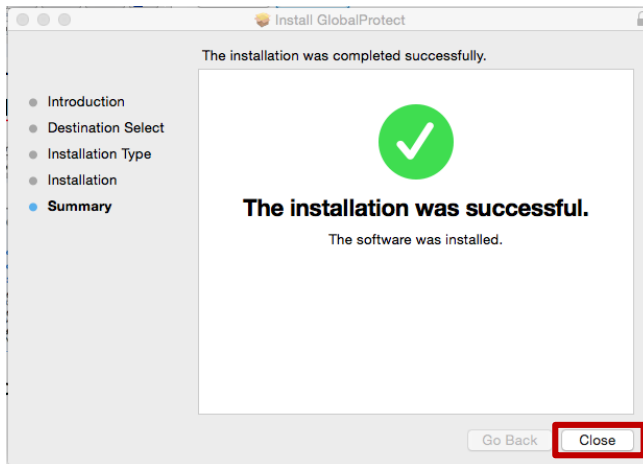 Install GlobalProtect
The installation was completed successfully.
Introduction
Destination Select
Installation Type
Installation
Summary
The installation was successful.
The software was installed.
Go Back
Close